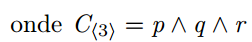 onde C⟨3⟩ = p ∧ q ∧ r